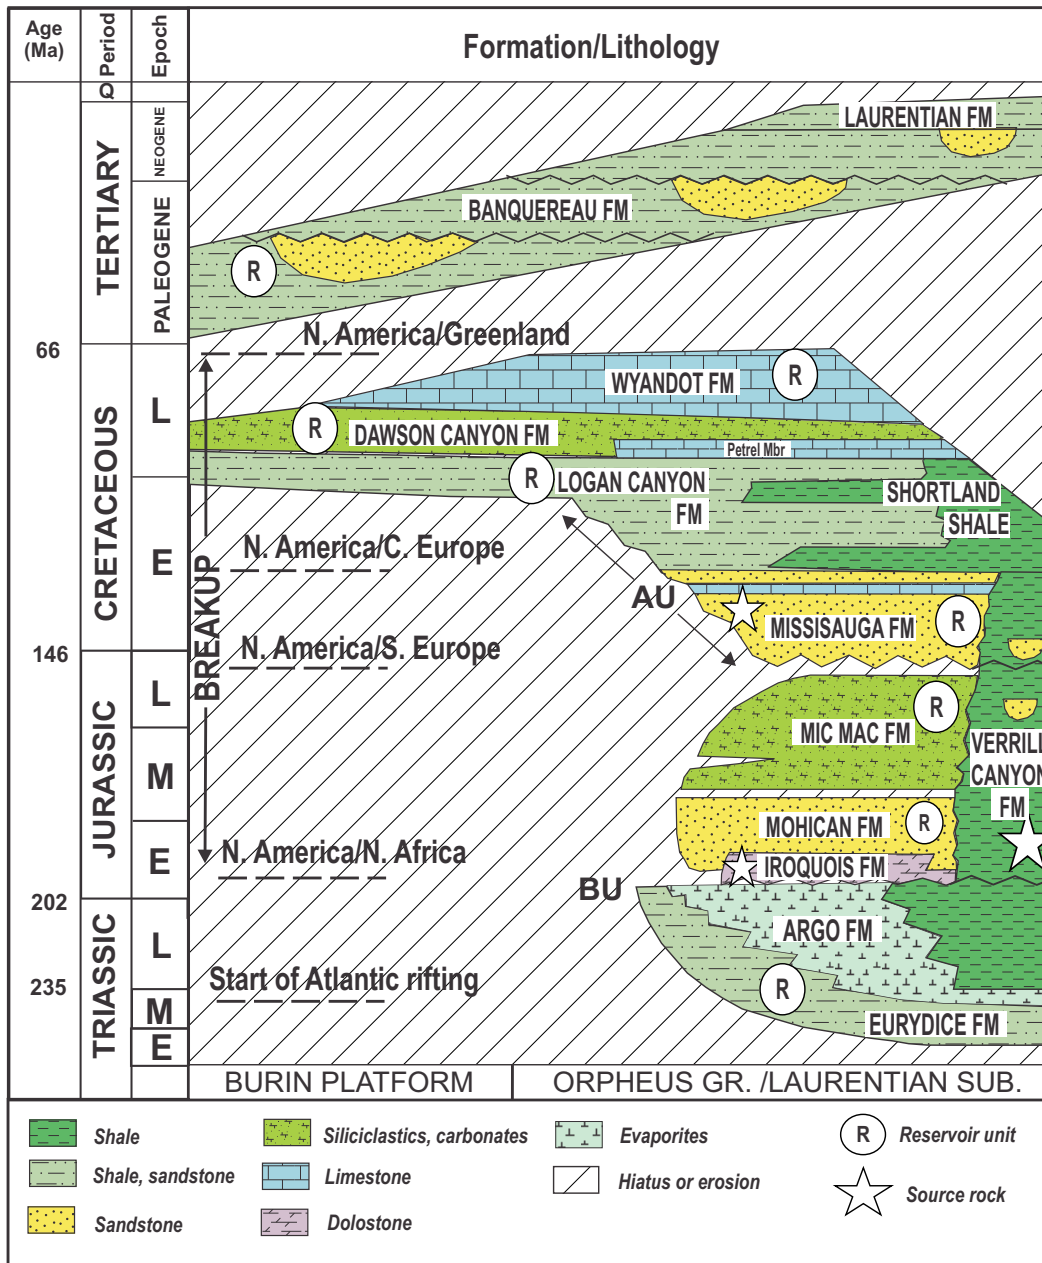 Age
(Ma)
Period
Epoch
Formation/Lithology
Q
TERTIARY
NEOGENE
PALEOGENE
LAURENTIAN FM
BANQUEREAU FM
R
66
N. America/Greenland
CRETACEOUS
L
E
WYANDOT FM
R
R
DAWSON CANYON FM
Petrel Mbr
R
LOGAN CANYON
FM
SHORTLAND
SHALE
N. America/C. Europe
BREAKUP
AU
MISSISAUGA FM
R
146
N. America/S. Europe
JURASSIC
L
M
E
R
MIC MAC FM
VERRILL
CANYON
FM
MOHICAN FM
R
N. America/N. Africa
IROQUOIS FM
BU
202
TRIASSIC
L
M
E
ARGO FM
235
Start of Atlantic rifting
R
EURYDICE FM
BURIN PLATFORM
ORPHEUS GR. /LAURENTIAN SUB.
Shale
Siliciclastics, carbonates
Evaporites
R
Reservoir unit
Shale, sandstone
Limestone
Hiatus or erosion
Source rock
Sandstone
Dolostone